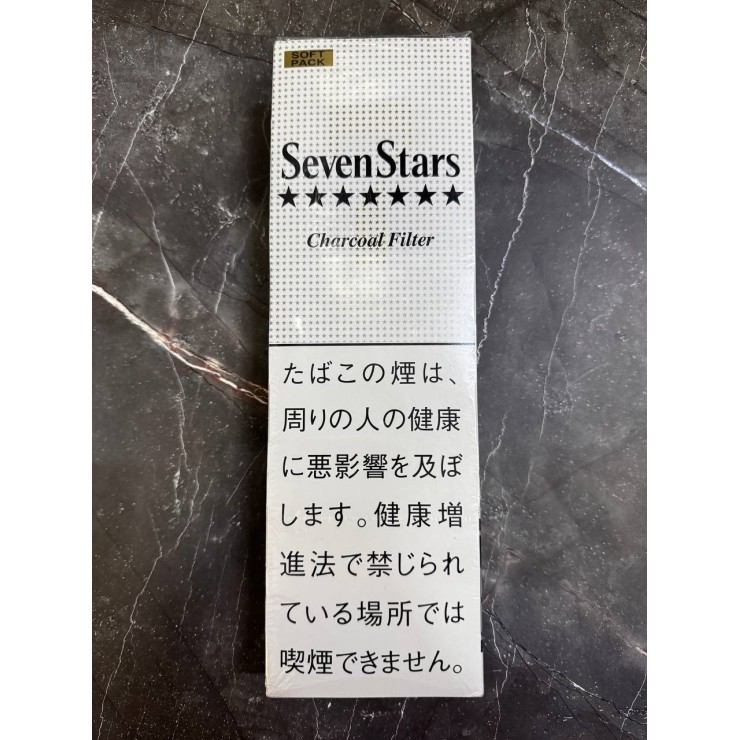 SOFT
PACK
SevenStars
★★★★★★★
Charcoal Filter
たばこの煙は、
周りの人の健康
に悪影響を及ぼ
します。健康増
進法で禁じられ
ている場所では
喫煙できません。